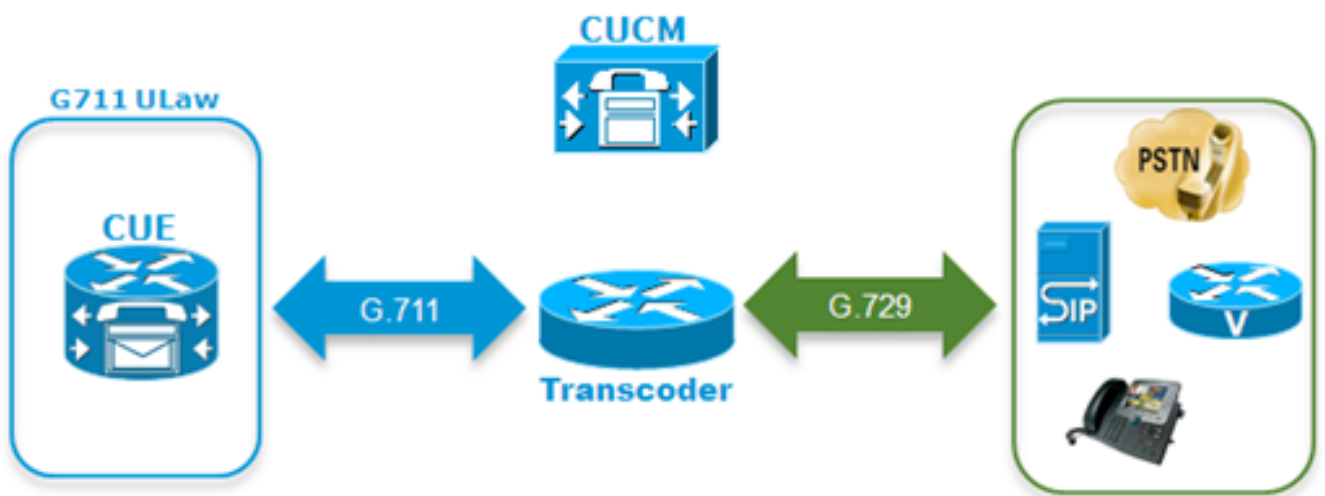 CUCM
G711 ULaw
CUE
G.711
Transcoder
G.729
PSTN
SIP
V